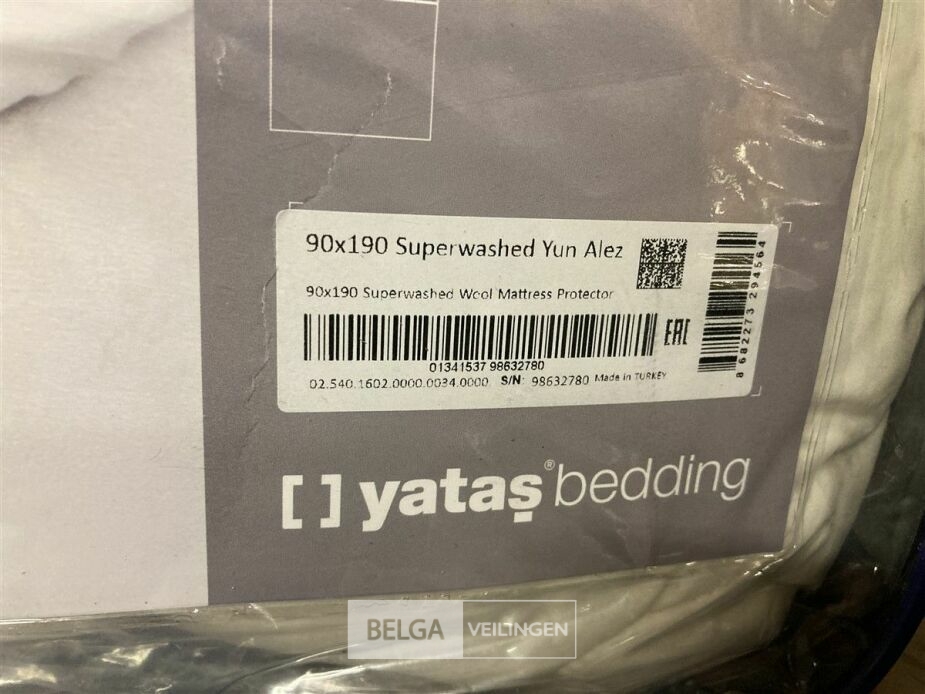 90x190 Superwashed Yun Alez
90x190 Superwashed Wool Mattress Protector
EAC
01341537 98632780
02.540.1602.0000.0034.0000 S/N: 98632780 Made in TURKEY
8 682273 294564
[ ] yataş® bedding
BELGA VEILINGEN